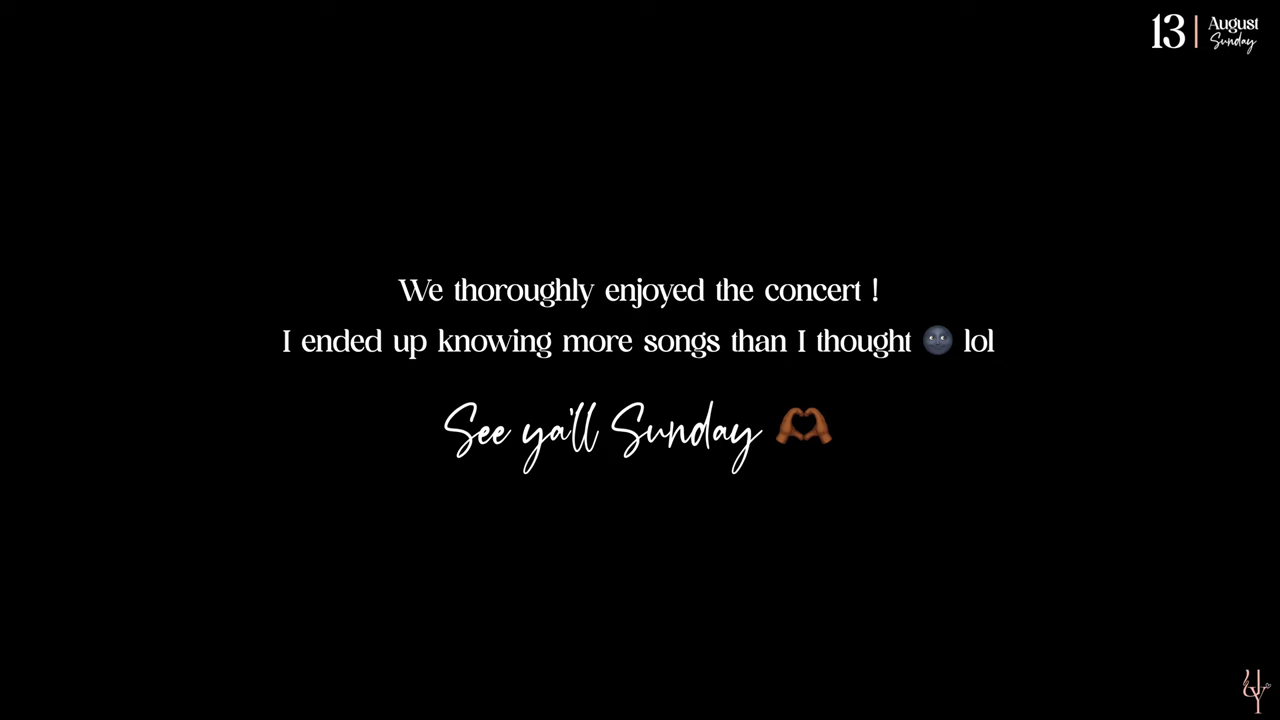 13 | August
Sunday
We thoroughly enjoyed the concert !
I ended up knowing more songs than I thought 🌚 lol
See ya'll Sunday 🫶🏾